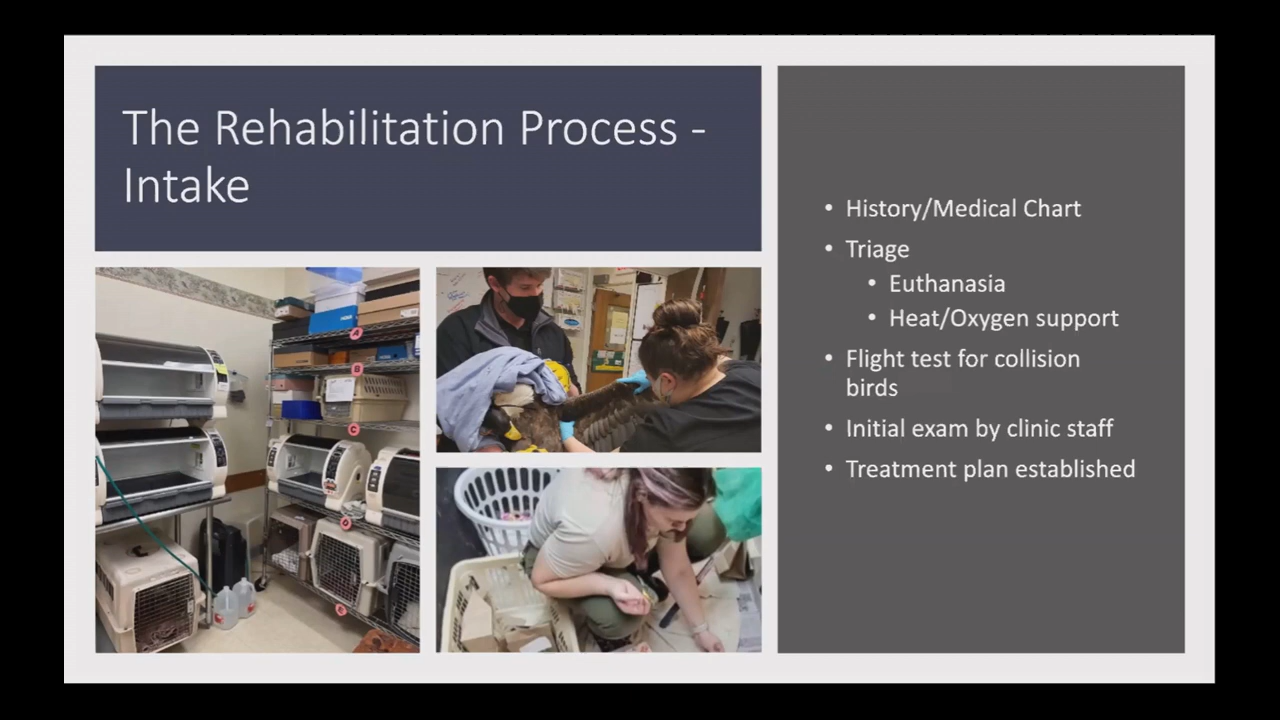 The Rehabilitation Process -
Intake
• History/Medical Chart
• Triage
• Euthanasia
• Heat/Oxygen support
• Flight test for collision
birds
• Initial exam by clinic staff
• Treatment plan established
A
B
C
D
E